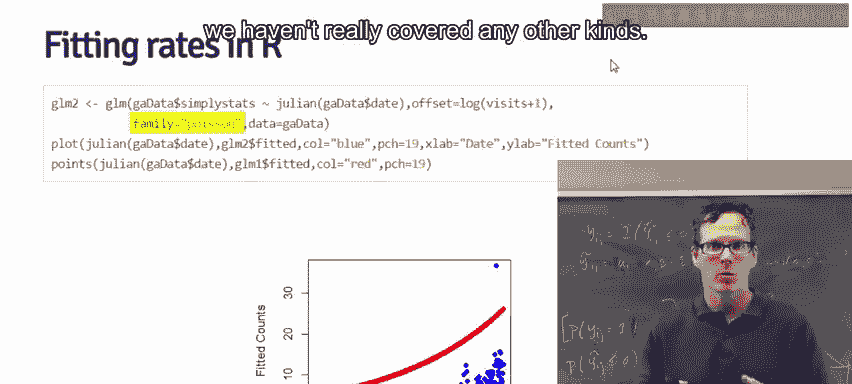 we haven't really covered any other kinds.
Fitting rates in R
glm2 <- glm(gaData$simplystats ~ julian(gaData$date),offset=log(visits+1),
family="poisson",data=gaData)
plot(julian(gaData$date),glm2$fitted,col="blue",pch=19,xlab="Date",ylab="Fitted Counts")
points(julian(gaData$date),glm1$fitted,col="red",pch=19)
30
20
10
Fitted Counts